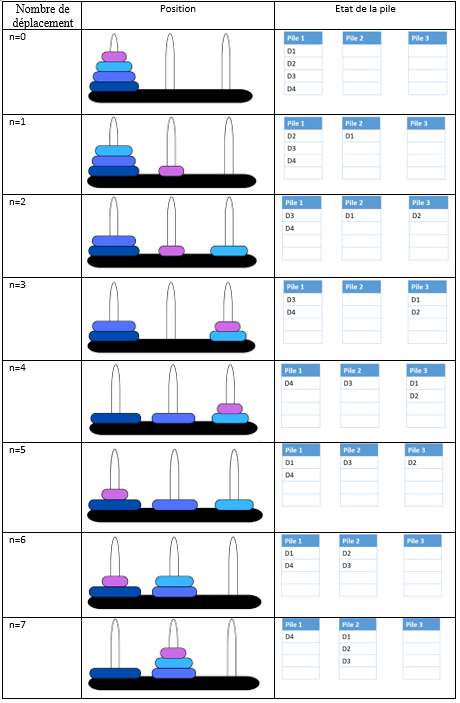 Nombre de déplacement Position Etat de la pile
n=0
Pile 1 Pile 2 Pile 3
D1
D2
D3
D4
n=1
Pile 1 Pile 2 Pile 3
D2 D1
D3
D4
n=2
Pile 1 Pile 2 Pile 3
D3 D1 D2
D4
n=3
Pile 1 Pile 2 Pile 3
D3 D1
D4 D2
n=4
Pile 1 Pile 2 Pile 3
D4 D3 D1
D2
n=5
Pile 1 Pile 2 Pile 3
D1 D3 D2
D4
n=6
Pile 1 Pile 2 Pile 3
D1 D2
D4 D3
n=7
Pile 1 Pile 2 Pile 3
D4 D1
D2
D3